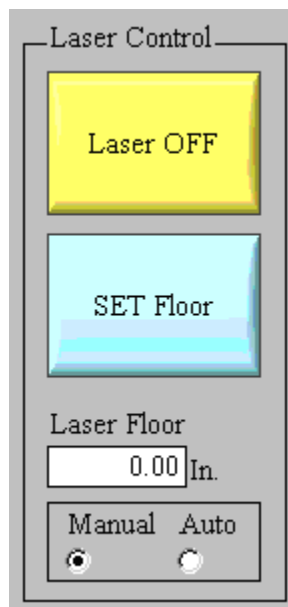 Laser Control
Laser OFF
SET Floor
Laser Floor
0.00 In.
Manual Auto